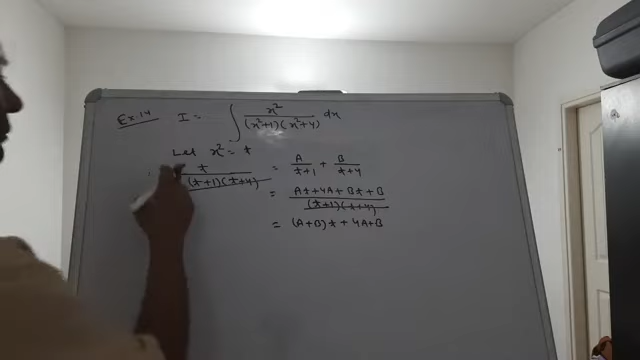 Ex.14 I = ∫ x²/((x²+1)(x²+4)) dx
Let x² = t
t/((t+1)(t+4)) = A/(t+1) + B/(t+4)
= (At+4A+Bt+B)/((t+1)(t+4))
= (A+B)t + 4A+B